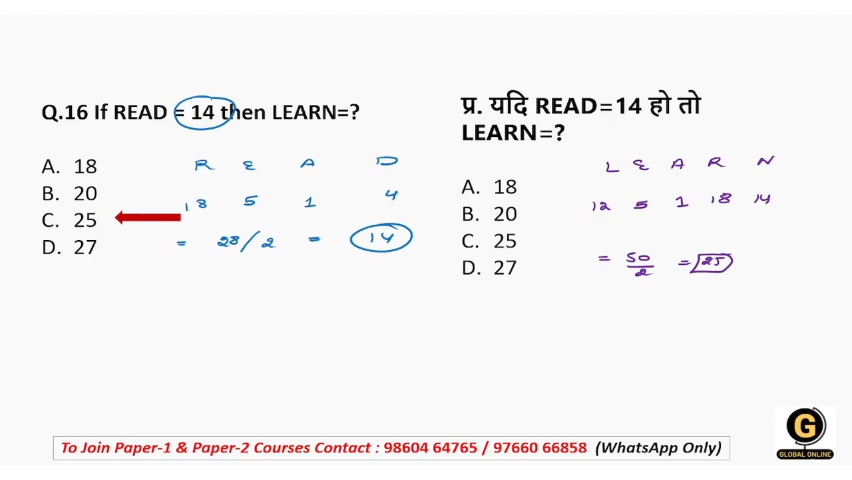 Q.16 If READ = 14 then LEARN=?
A. 18
B. 20
C. 25
D. 27
R E A D
18 5 1 4
= 28/2 = 14
प्र. यदि READ=14 हो तो
LEARN=?
A. 18
B. 20
C. 25
D. 27
L E A R N
12 5 1 18 14
= 50/2 = 25
G
GLOBAL ONLINE
To Join Paper-1 & Paper-2 Courses Contact : 98604 64765 / 97660 66858 (WhatsApp Only)